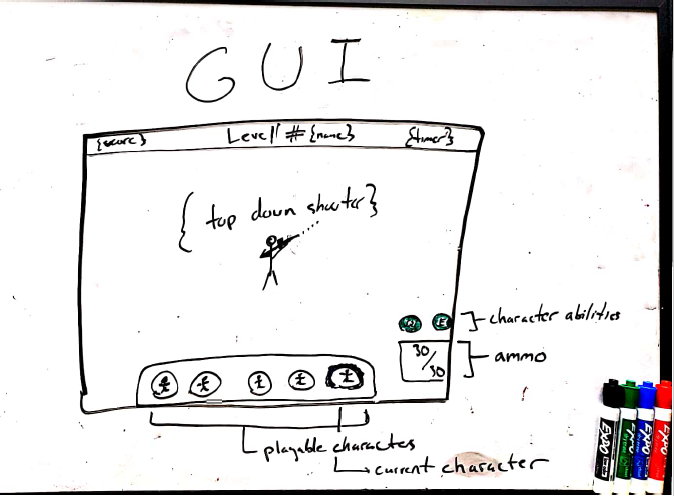 GUI
{score} Level # {name} {timer}
{ top down shooter }
E
character abilities
30/30
ammo
playable charactes
current character
EXPO
EXPO
EXPO
EXPO